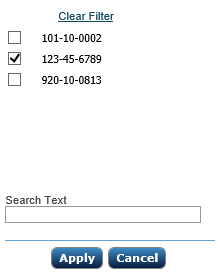 Clear Filter
101-10-0002
123-45-6789
920-10-0813
Search Text
Apply Cancel